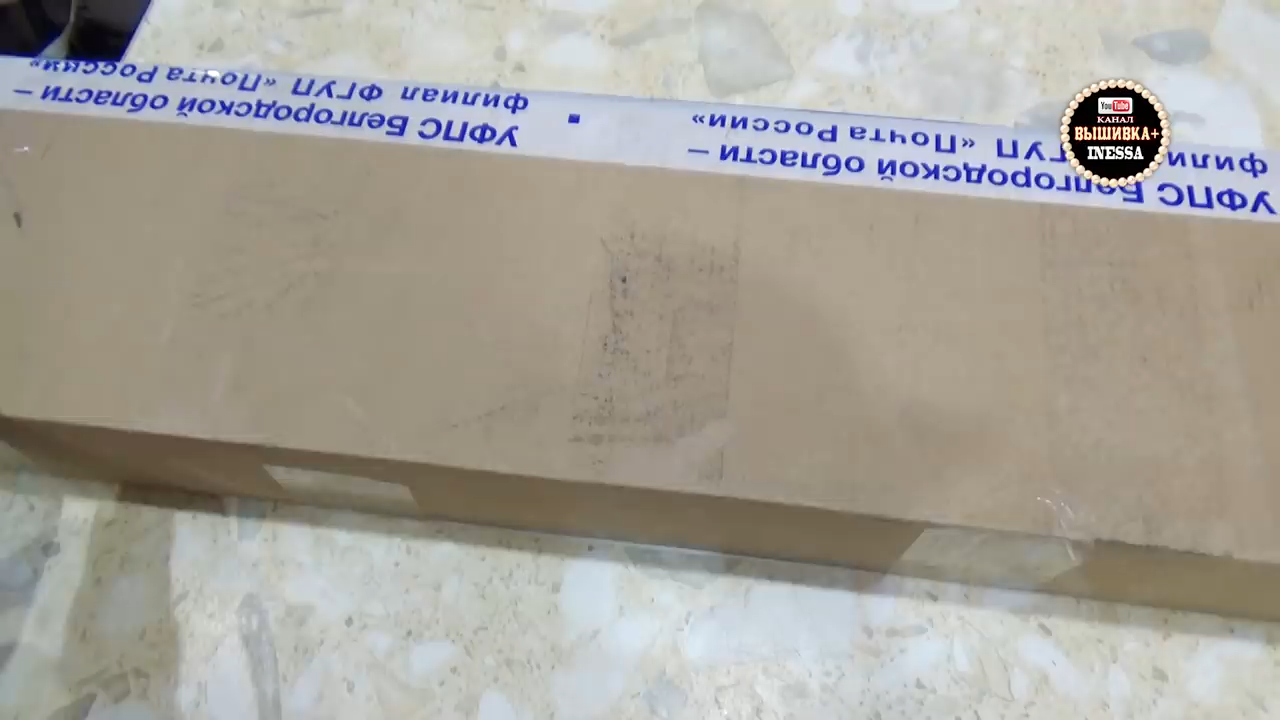 УФПС Белгородской области –
филиал ФГУП «Почта России»
УФПС Белгородской области –
филиал ФГУП «Почта России»
YouTube
КАНАЛ
ВЫШИВКА+
INESSA